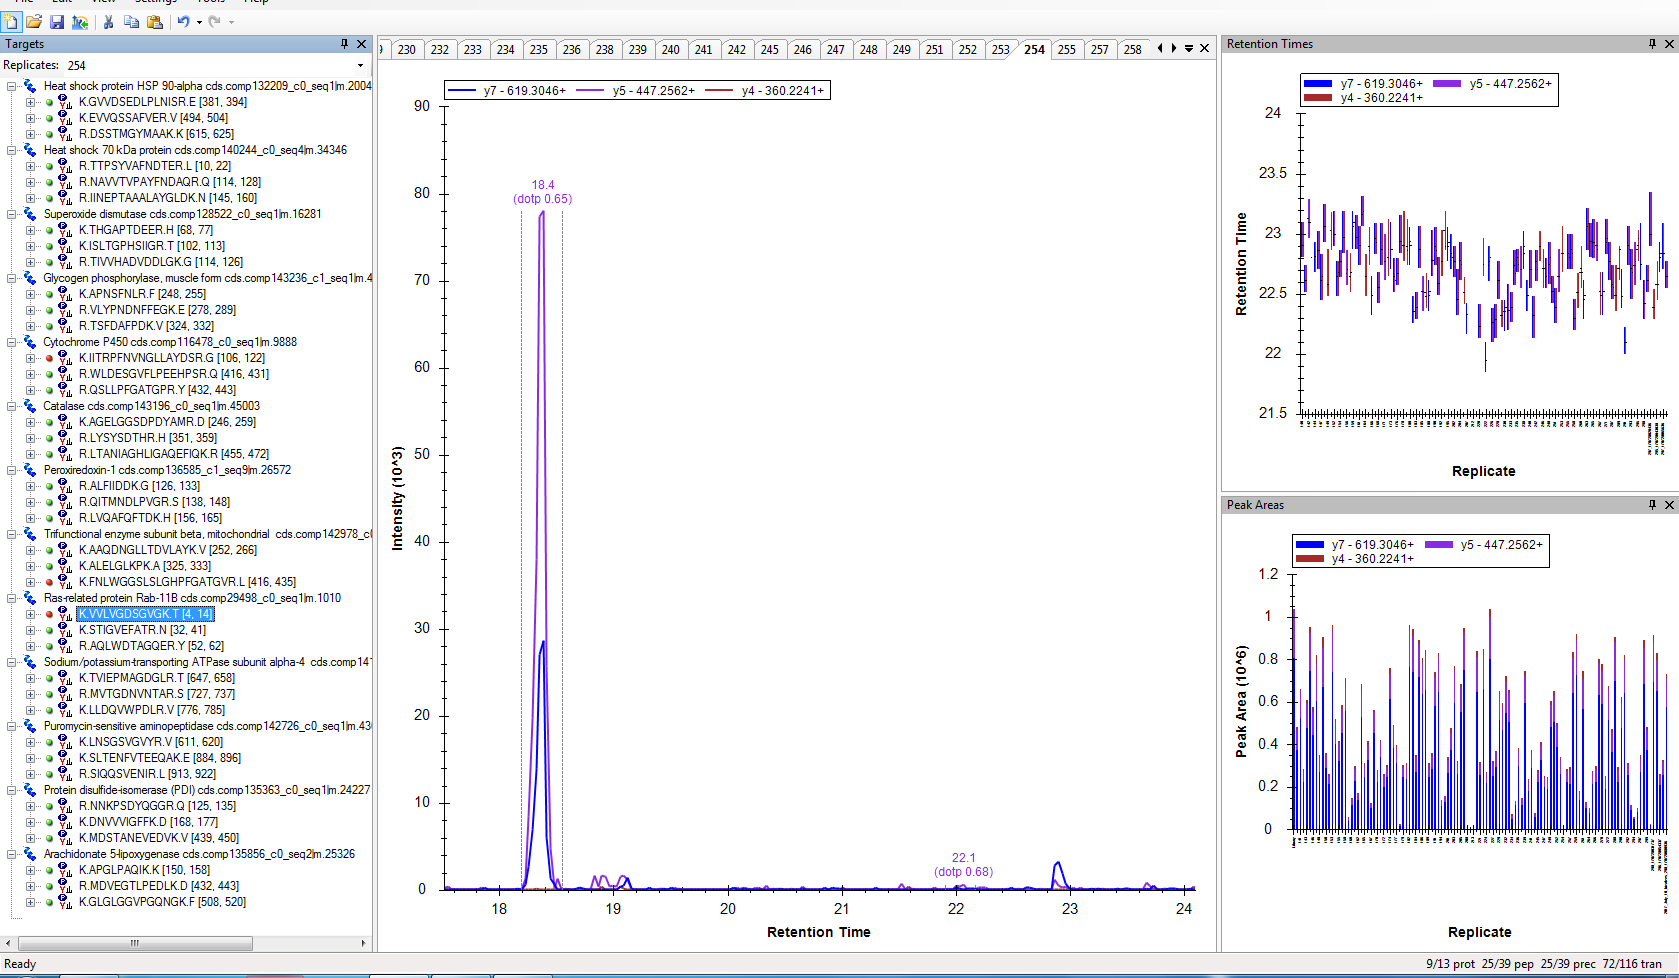 File Edit View Settings Tools Help
Targets
Replicates: 254
Heat shock protein HSP 90-alpha cds.comp132209_c0_seq1|m.2004
K.GVVDSEDLPLNISR.E [381, 394]
K.EVVQSSAFVER.V [494, 504]
R.DSSTMGYMAAK.K [615, 625]
Heat shock 70 kDa protein cds.comp140244_c0_seq4|m.34346
R.TTPSYVAFNDTER.L [10, 22]
R.NAVVTVPAYFNDAQR.Q [114, 128]
R.IINEPTAAALAYGLDK.N [145, 160]
Superoxide dismutase cds.comp128522_c0_seq1|m.16281
K.THGAPTDEER.H [68, 77]
K.ISLTGPHSIIGR.T [102, 113]
R.TIVVHADVDDLGK.G [114, 126]
Glycogen phosphorylase, muscle form cds.comp143236_c1_seq1|m.4
K.APNSFNLR.F [248, 255]
R.VLYPNDNFFEGK.E [278, 289]
R.TSFDAFPDK.V [324, 332]
Cytochrome P450 cds.comp116478_c0_seq1|m.9888
K.IITRPFNVNGLLAYDSR.G [106, 122]
R.WLDESGVFLPEEHPSR.Q [416, 431]
R.QSLLPFGATGPR.Y [432, 443]
Catalase cds.comp143196_c0_seq1|m.45003
K.AGELGGSDPDYAMR.D [246, 259]
R.LYSYSDTHR.H [351, 359]
R.LTANIAGHLIGAQEFIQK.R [455, 472]
Peroxiredoxin-1 cds.comp136585_c1_seq9|m.26572
R.ALFIIDDK.G [126, 133]
R.QITMNDLPVGR.S [138, 148]
R.LVQAFQFTDK.H [156, 165]
Trifunctional enzyme subunit beta, mitochondrial cds.comp142978_c0
K.AAQDNGLLTDVLAYK.V [252, 266]
K.ALELGLKPK.A [325, 333]
K.FNLWGGSLSLGHPFGATGVR.L [416, 435]
Ras-related protein Rab-11B cds.comp29498_c0_seq1|m.1010
K.VVLVGDSGVGK.T [4, 14]
K.STIGVEFATR.N [32, 41]
R.AQLWDTAGQER.Y [52, 62]
Sodium/potassium-transporting ATPase subunit alpha-4 cds.comp141
K.TVIEPMAGDGLR.T [647, 658]
R.MVTGDNVNTAR.S [727, 737]
K.LLDQVWPDLR.V [776, 785]
Puromycin-sensitive aminopeptidase cds.comp142726_c0_seq1|m.430
K.LNSGSVGVYR.V [611, 620]
K.SLTENFVTEEQAK.E [884, 896]
R.SIQQSVENIR.L [913, 922]
Protein disulfide-isomerase (PDI) cds.comp135363_c0_seq1|m.24227
R.NNKPSDYQGGR.Q [125, 135]
K.DNVVVIGFFK.D [168, 177]
K.MDSTANEVEDVK.V [439, 450]
Arachidonate 5-lipoxygenase cds.comp135856_c0_seq2|m.25326
K.APGLPAQIK.K [150, 158]
R.MDVEGTLPEDLK.D [432, 443]
K.GLGLGGVPGQNGK.F [508, 520]
9 230 232 233 234 235 236 238 239 240 241 242 245 246 247 248 249 251 252 253 254 255 257 258
y7 - 619.3046+ y5 - 447.2562+ y4 - 360.2241+
90
80
70
60
50
40
30
20
10
0
Intensity (10^3)
18.4
(dotp 0.65)
22.1
(dotp 0.68)
18 19 20 21 22 23 24
Retention Time
Retention Times
y7 - 619.3046+ y5 - 447.2562+
y4 - 360.2241+
24
23.5
23
22.5
22
21.5
Retention Time
Replicate
Peak Areas
y7 - 619.3046+ y5 - 447.2562+
y4 - 360.2241+
1.2
1
0.8
0.6
0.4
0.2
0
Peak Area (10^6)
Replicate
Ready
9/13 prot 25/39 pep 25/39 prec 72/116 tran